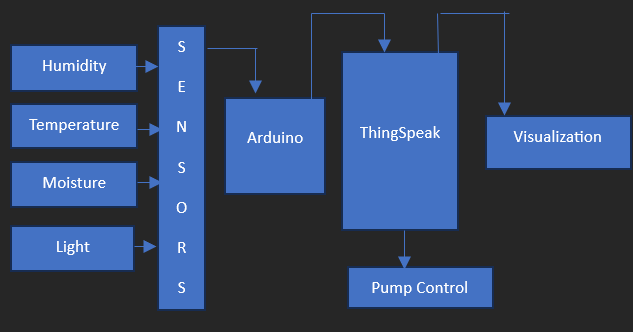 Humidity
Temperature
Moisture
Light
S
E
N
S
O
R
S
Arduino
ThingSpeak
Visualization
Pump Control